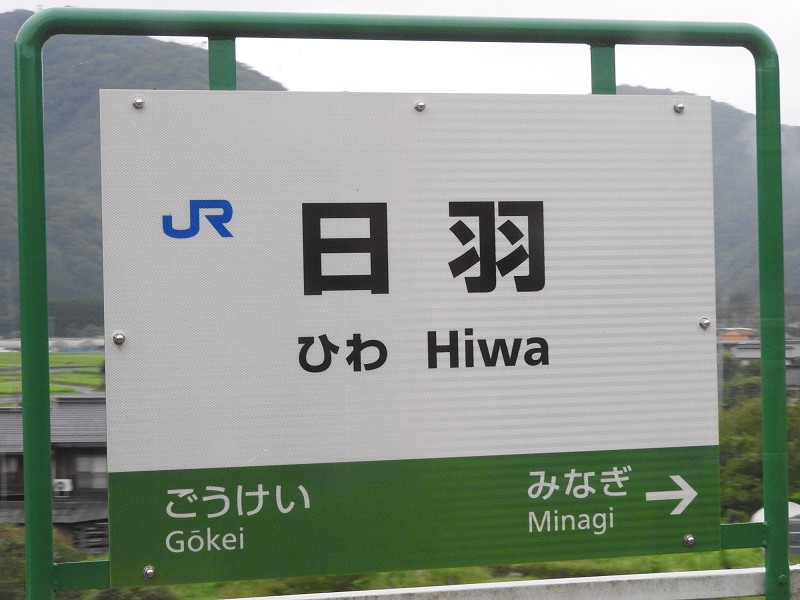 JR
日羽
ひわ Hiwa
ごうけい
Gōkei
みなぎ →
Minagi